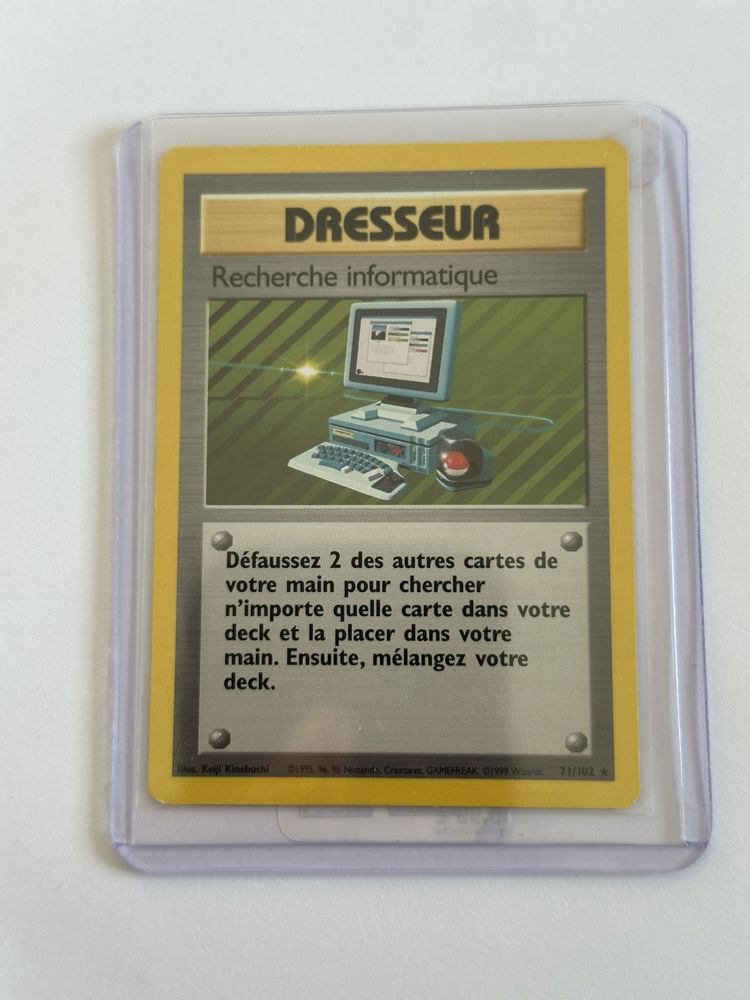 DRESSEUR
Recherche informatique
Défaussez 2 des autres cartes de
votre main pour chercher
n'importe quelle carte dans votre
deck et la placer dans votre
main. Ensuite, mélangez votre
deck.
Illus. Keiji Kinebuchi ©1995, 96, 98 Nintendo, Creatures, GAMEFREAK, ©1999 Wizards. 71/102 ★